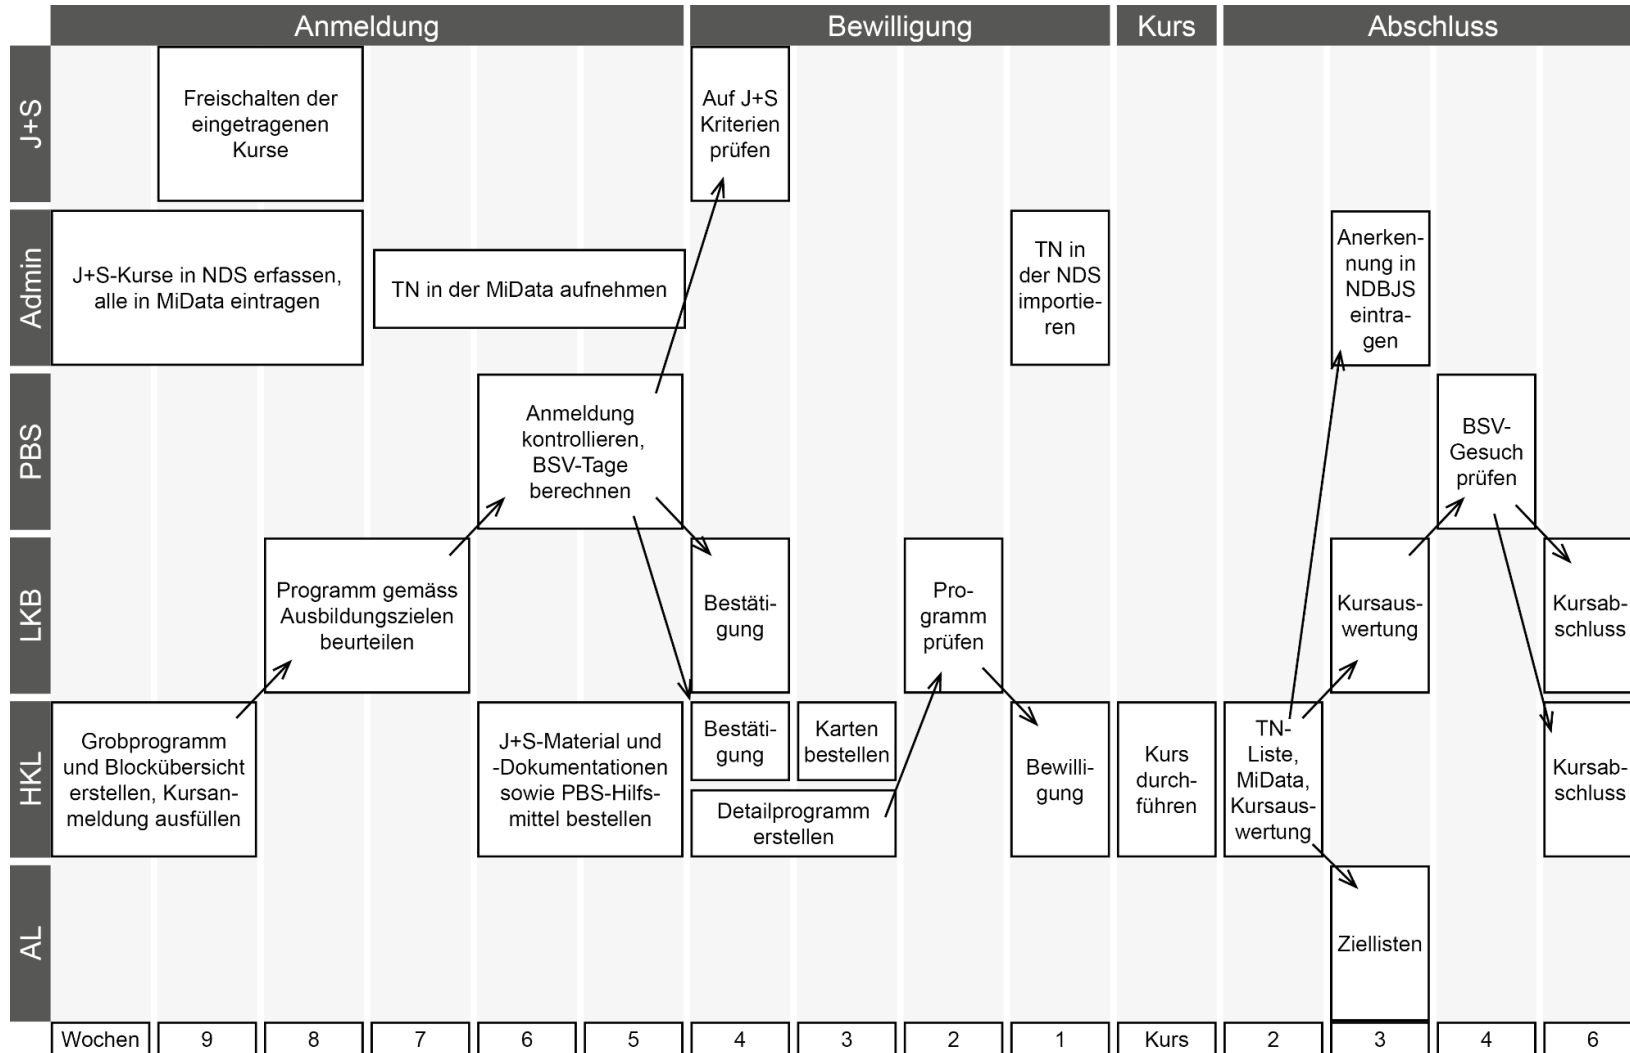 Anmeldung
Bewilligung
Kurs
Abschluss
J+S
Freischalten der
eingetragenen
Kurse
Auf J+S
Kriterien
prüfen
Admin
J+S-Kurse in NDS erfassen,
alle in MiData eintragen
TN in der MiData aufnehmen
TN in
der NDS
importie-
ren
Anerken-
nung in
NDBJS
eintra-
gen
PBS
Anmeldung
kontrollieren,
BSV-Tage
berechnen
BSV-
Gesuch
prüfen
LKB
Programm gemäss
Ausbildungszielen
beurteilen
Bestäti-
gung
Pro-
gramm
prüfen
Kursaus-
wertung
Kursab-
schluss
HKL
Grobprogramm
und Blockübersicht
erstellen, Kursan-
meldung ausfüllen
J+S-Material und
-Dokumentationen
sowie PBS-Hilfs-
mittel bestellen
Bestäti-
gung
Karten
bestellen
Detailprogramm
erstellen
Bewilli-
gung
Kurs
durch-
führen
TN-
Liste,
MiData,
Kursaus-
wertung
Kursab-
schluss
AL
Ziellisten
Wochen
9
8
7
6
5
4
3
2
1
Kurs
2
3
4
6